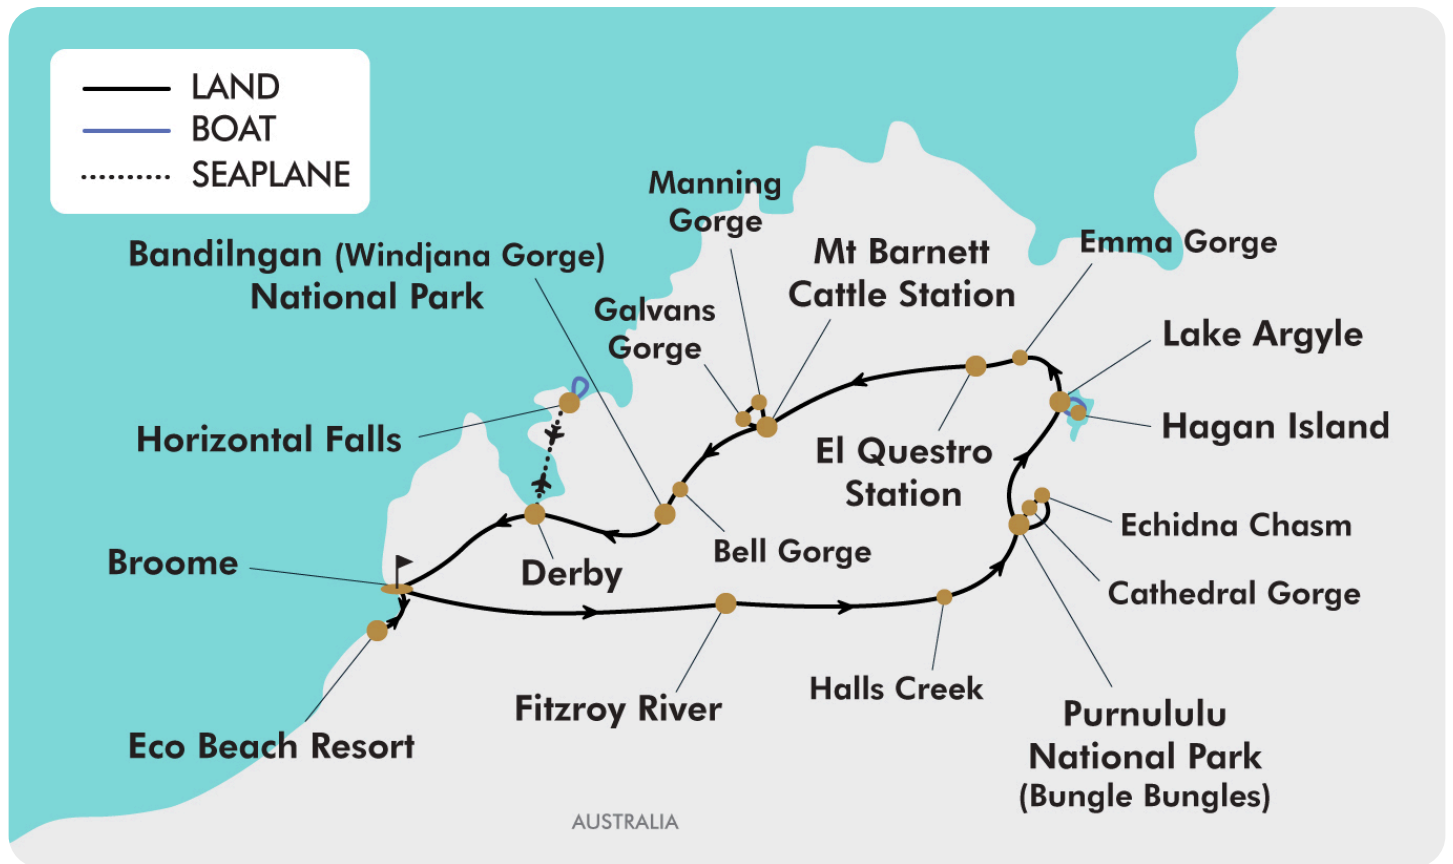 LAND
BOAT
SEAPLANE
Manning
Gorge
Bandilngan (Windjana Gorge)
National Park
Mt Barnett
Cattle Station
Emma Gorge
Galvans
Gorge
Lake Argyle
Horizontal Falls
Hagan Island
El Questro
Station
Echidna Chasm
Bell Gorge
Broome
Derby
Cathedral Gorge
Halls Creek
Fitzroy River
Purnululu
National Park
(Bungle Bungles)
Eco Beach Resort
AUSTRALIA